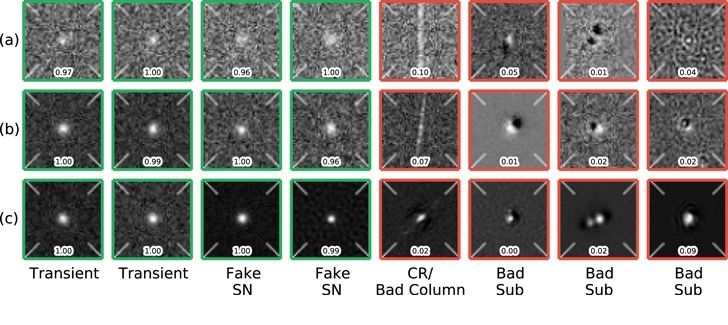 (a)
0.97 1.00 0.96 1.00 0.10 0.05 0.01 0.04
(b)
1.00 0.99 1.00 0.96 0.07 0.01 0.02 0.02
(c)
1.00 1.00 1.00 0.99 0.02 0.00 0.02 0.09
Transient Transient Fake Fake CR/ Bad Bad Bad
SN SN Bad Column Sub Sub Sub